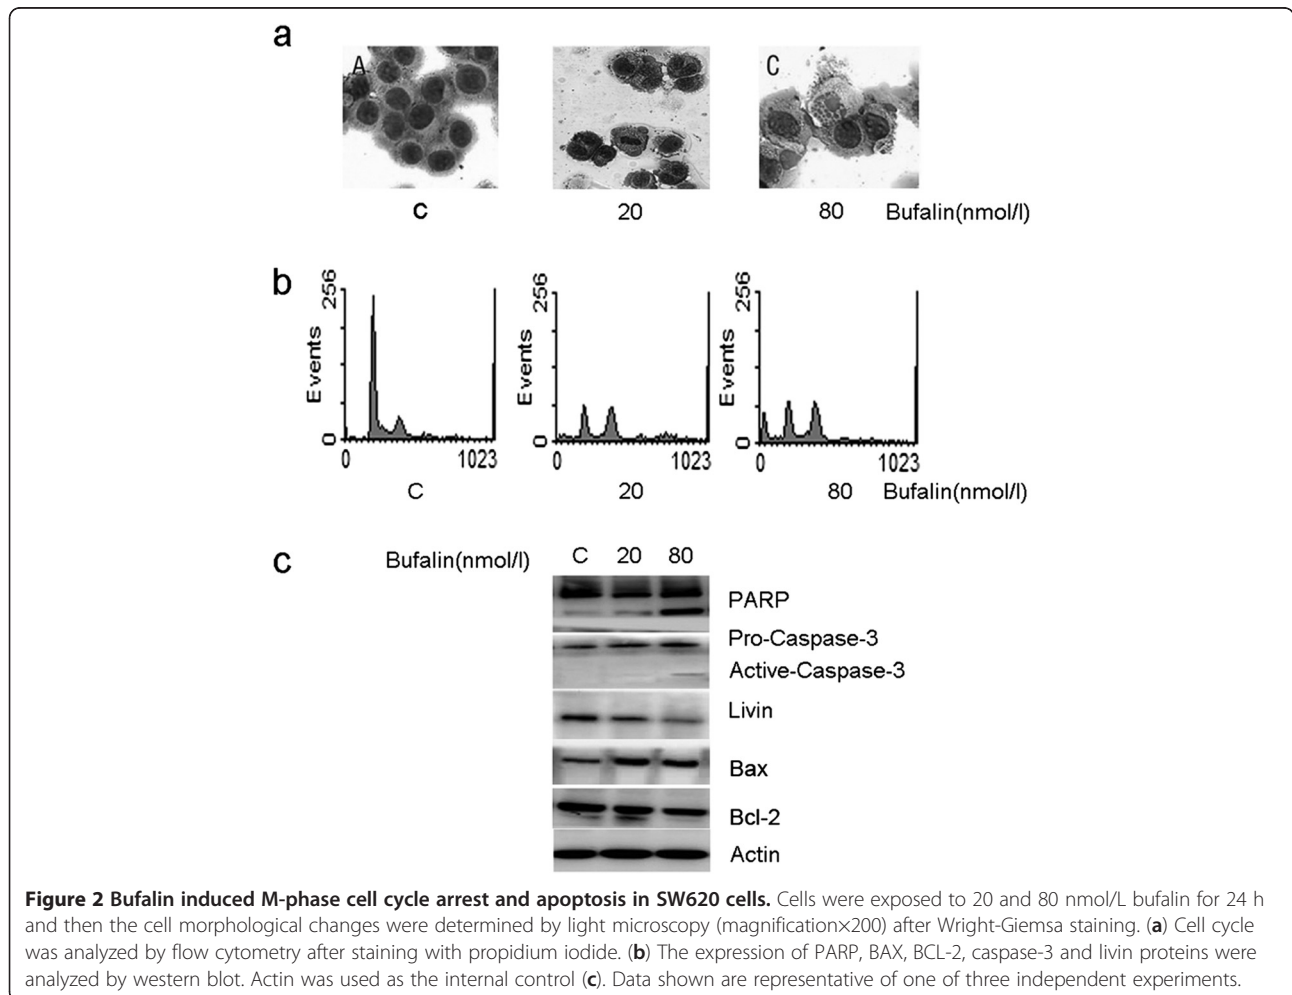 a
A
C
c
20
80
Bufalin(nmol/l)
b
256
Events
0
0
1023
C
256
Events
0
0
1023
20
256
Events
0
0
1023
80
Bufalin(nmol/l)
c
Bufalin(nmol/l)
C 20 80
PARP
Pro-Caspase-3
Active-Caspase-3
Livin
Bax
Bcl-2
Actin
Figure 2 Bufalin induced M-phase cell cycle arrest and apoptosis in SW620 cells. Cells were exposed to 20 and 80 nmol/L bufalin for 24 h
and then the cell morphological changes were determined by light microscopy (magnification×200) after Wright-Giemsa staining. (a) Cell cycle
was analyzed by flow cytometry after staining with propidium iodide. (b) The expression of PARP, BAX, BCL-2, caspase-3 and livin proteins were
analyzed by western blot. Actin was used as the internal control (c). Data shown are representative of one of three independent experiments.